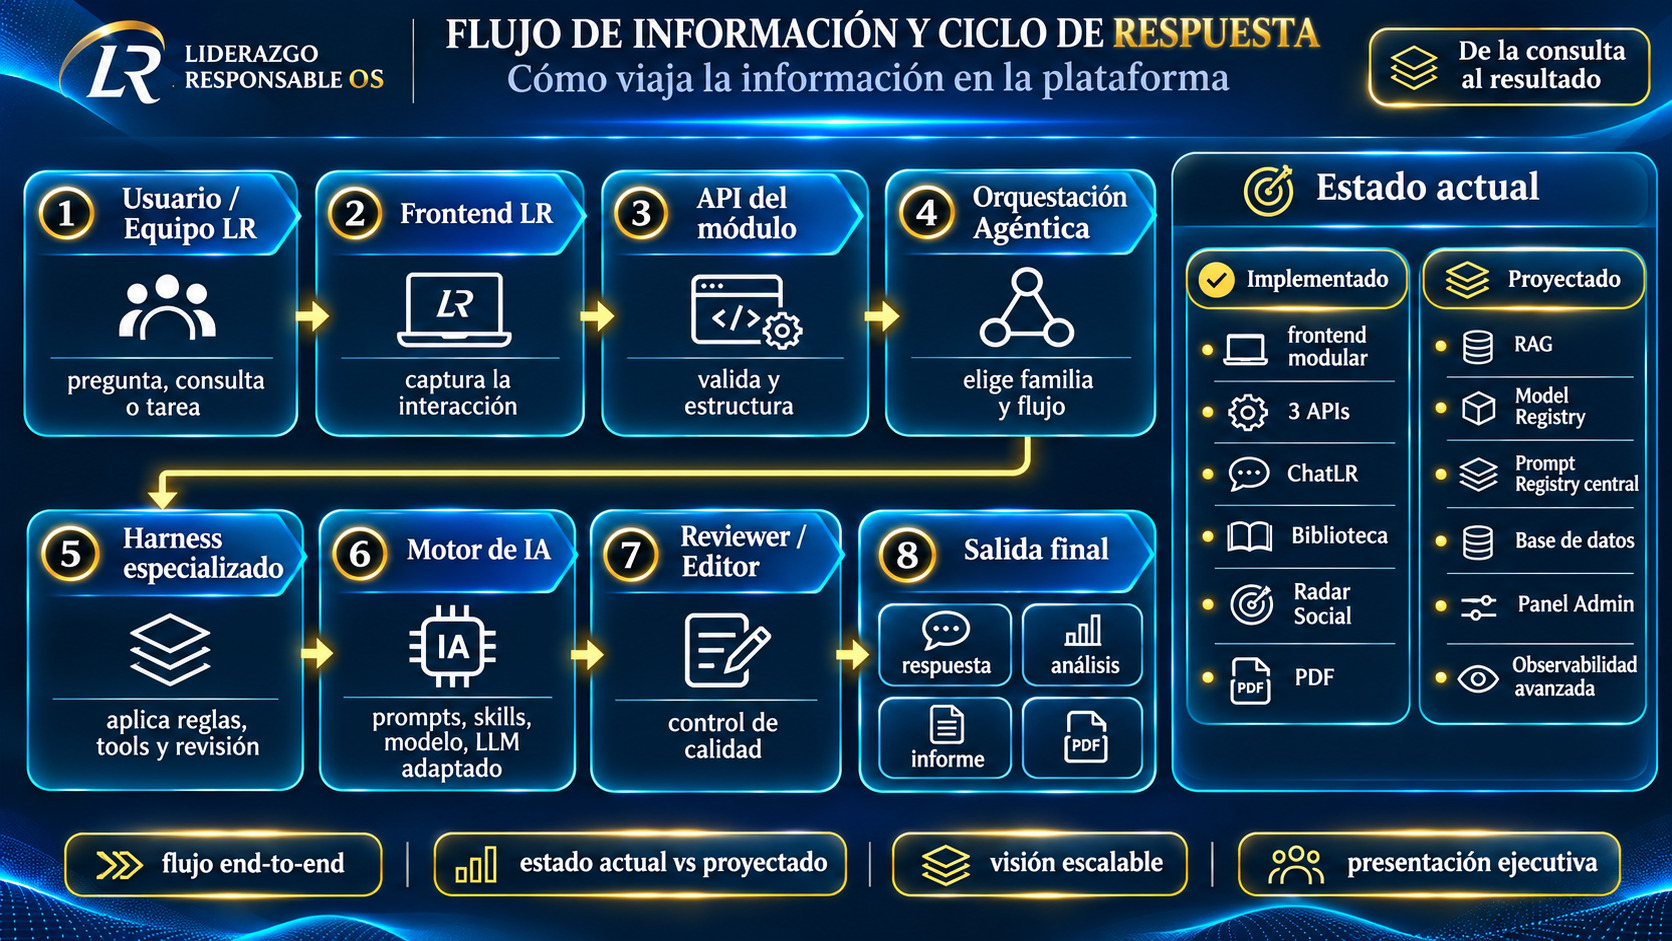 LR
LIDERAZGO
RESPONSABLE OS
FLUJO DE INFORMACIÓN Y CICLO DE RESPUESTA
Cómo viaja la información en la plataforma
De la consulta
al resultado
1
Usuario /
Equipo LR
pregunta, consulta
o tarea
2
Frontend LR
LR
captura la
interacción
3
API del
módulo
</>
valida y
estructura
4
Orquestación
Agéntica
elige familia
y flujo
5
Harness
especializado
aplica reglas,
tools y revisión
6
Motor de IA
IA
prompts, skills,
modelo, LLM
adaptado
7
Reviewer /
Editor
control de
calidad
8
Salida final
respuesta
análisis
informe
PDF
Estado actual
Implementado
frontend
modular
3 APIs
ChatLR
Biblioteca
Radar
Social
PDF
PDF
Proyectado
RAG
Model
Registry
Prompt
Registry central
Base de datos
Panel Admin
Observabilidad
avanzada
flujo end-to-end
estado actual vs proyectado
visión escalable
presentación ejecutiva